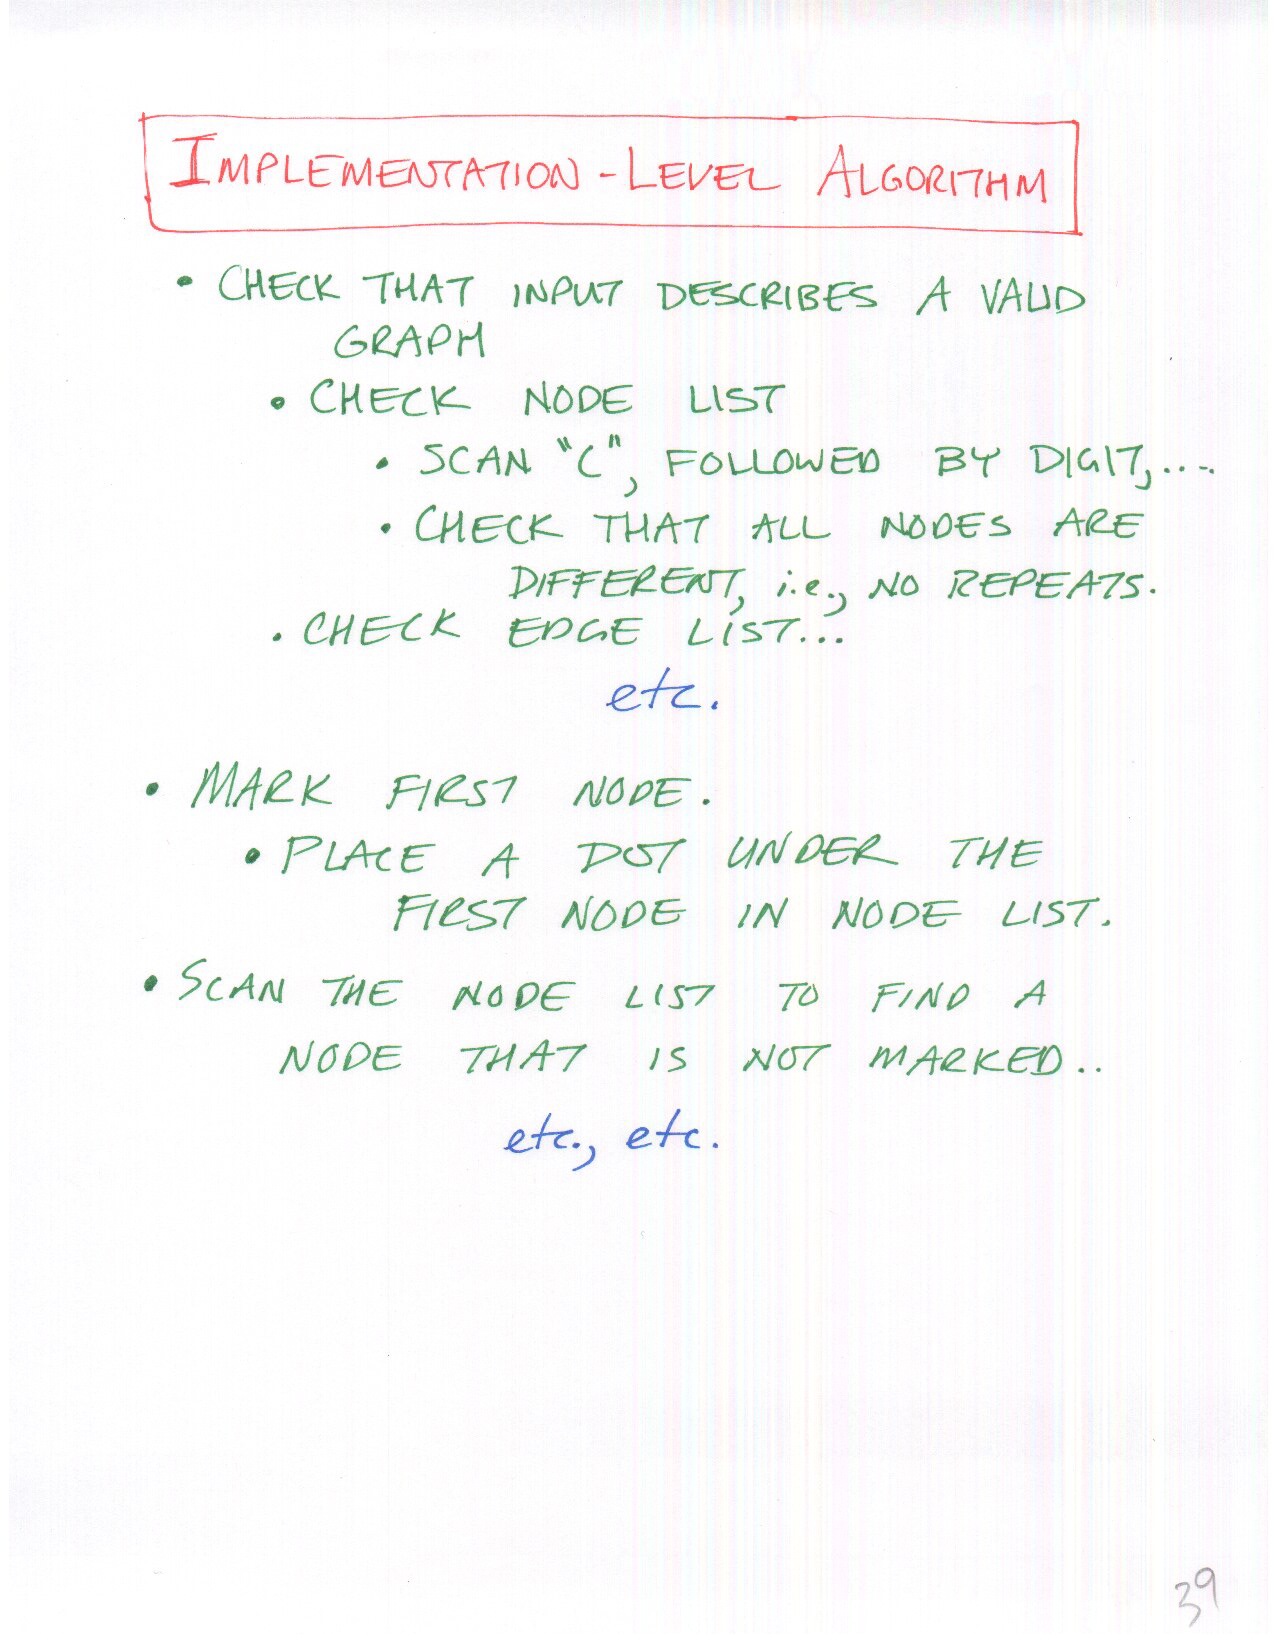 IMPLEMENTATION-LEVEL ALGORITHM
• CHECK THAT INPUT DESCRIBES A VALID
GRAPH
• CHECK NODE LIST
• SCAN "(", FOLLOWED BY DIGIT, ....
• CHECK THAT ALL NODES ARE
DIFFERENT, i.e., NO REPEATS.
• CHECK EDGE LIST...
etc.
• MARK FIRST NODE.
• PLACE A DOT UNDER THE
FIRST NODE IN NODE LIST.
• SCAN THE NODE LIST TO FIND A
NODE THAT IS NOT MARKED..
etc., etc.
39